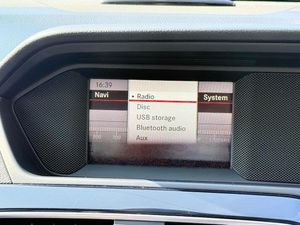 16:39
Navi
• Radio
System
Disc
USB storage
Bluetooth audio
Aux